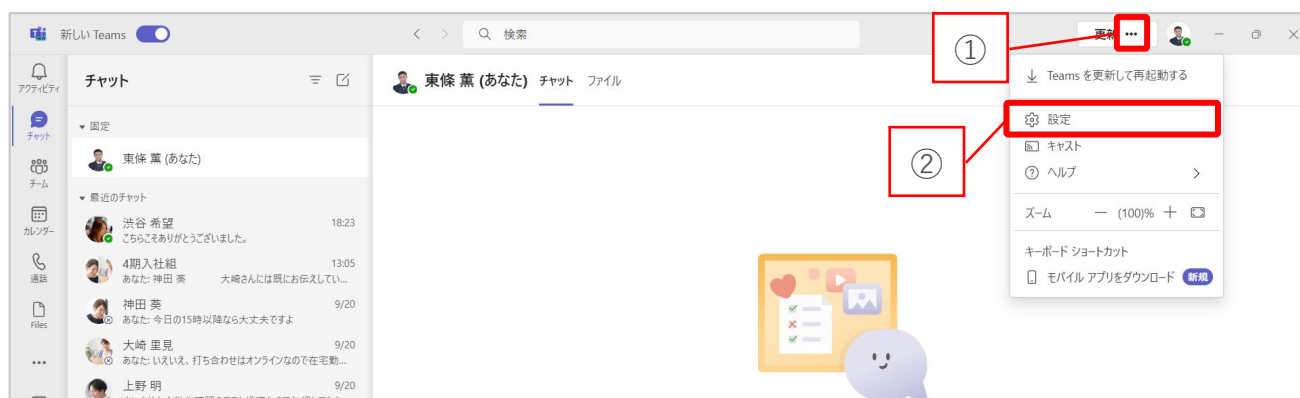 新しい Teams
検索
①
更新 •••
アクティビティ
チャット
チーム
カレンダー
通話
Files
チャット
固定
東條 薫 (あなた)
最近のチャット
渋谷 希望 18:23
こちらこそありがとうございました。
4期入社組 13:05
あなた: 神田 葵 大崎さんには既にお伝えしてい...
神田 葵 9/20
あなた: 今日の15時以降なら大丈夫ですよ
大崎 里見 9/20
あなた: いえいえ、打ち合わせはオンラインなので在宅勤...
上野 明 9/20
東條 薫 (あなた) チャット ファイル
②
Teams を更新して再起動する
設定
キャスト
ヘルプ
ズーム — (100)% +
キーボード ショートカット
モバイル アプリをダウンロード 新規